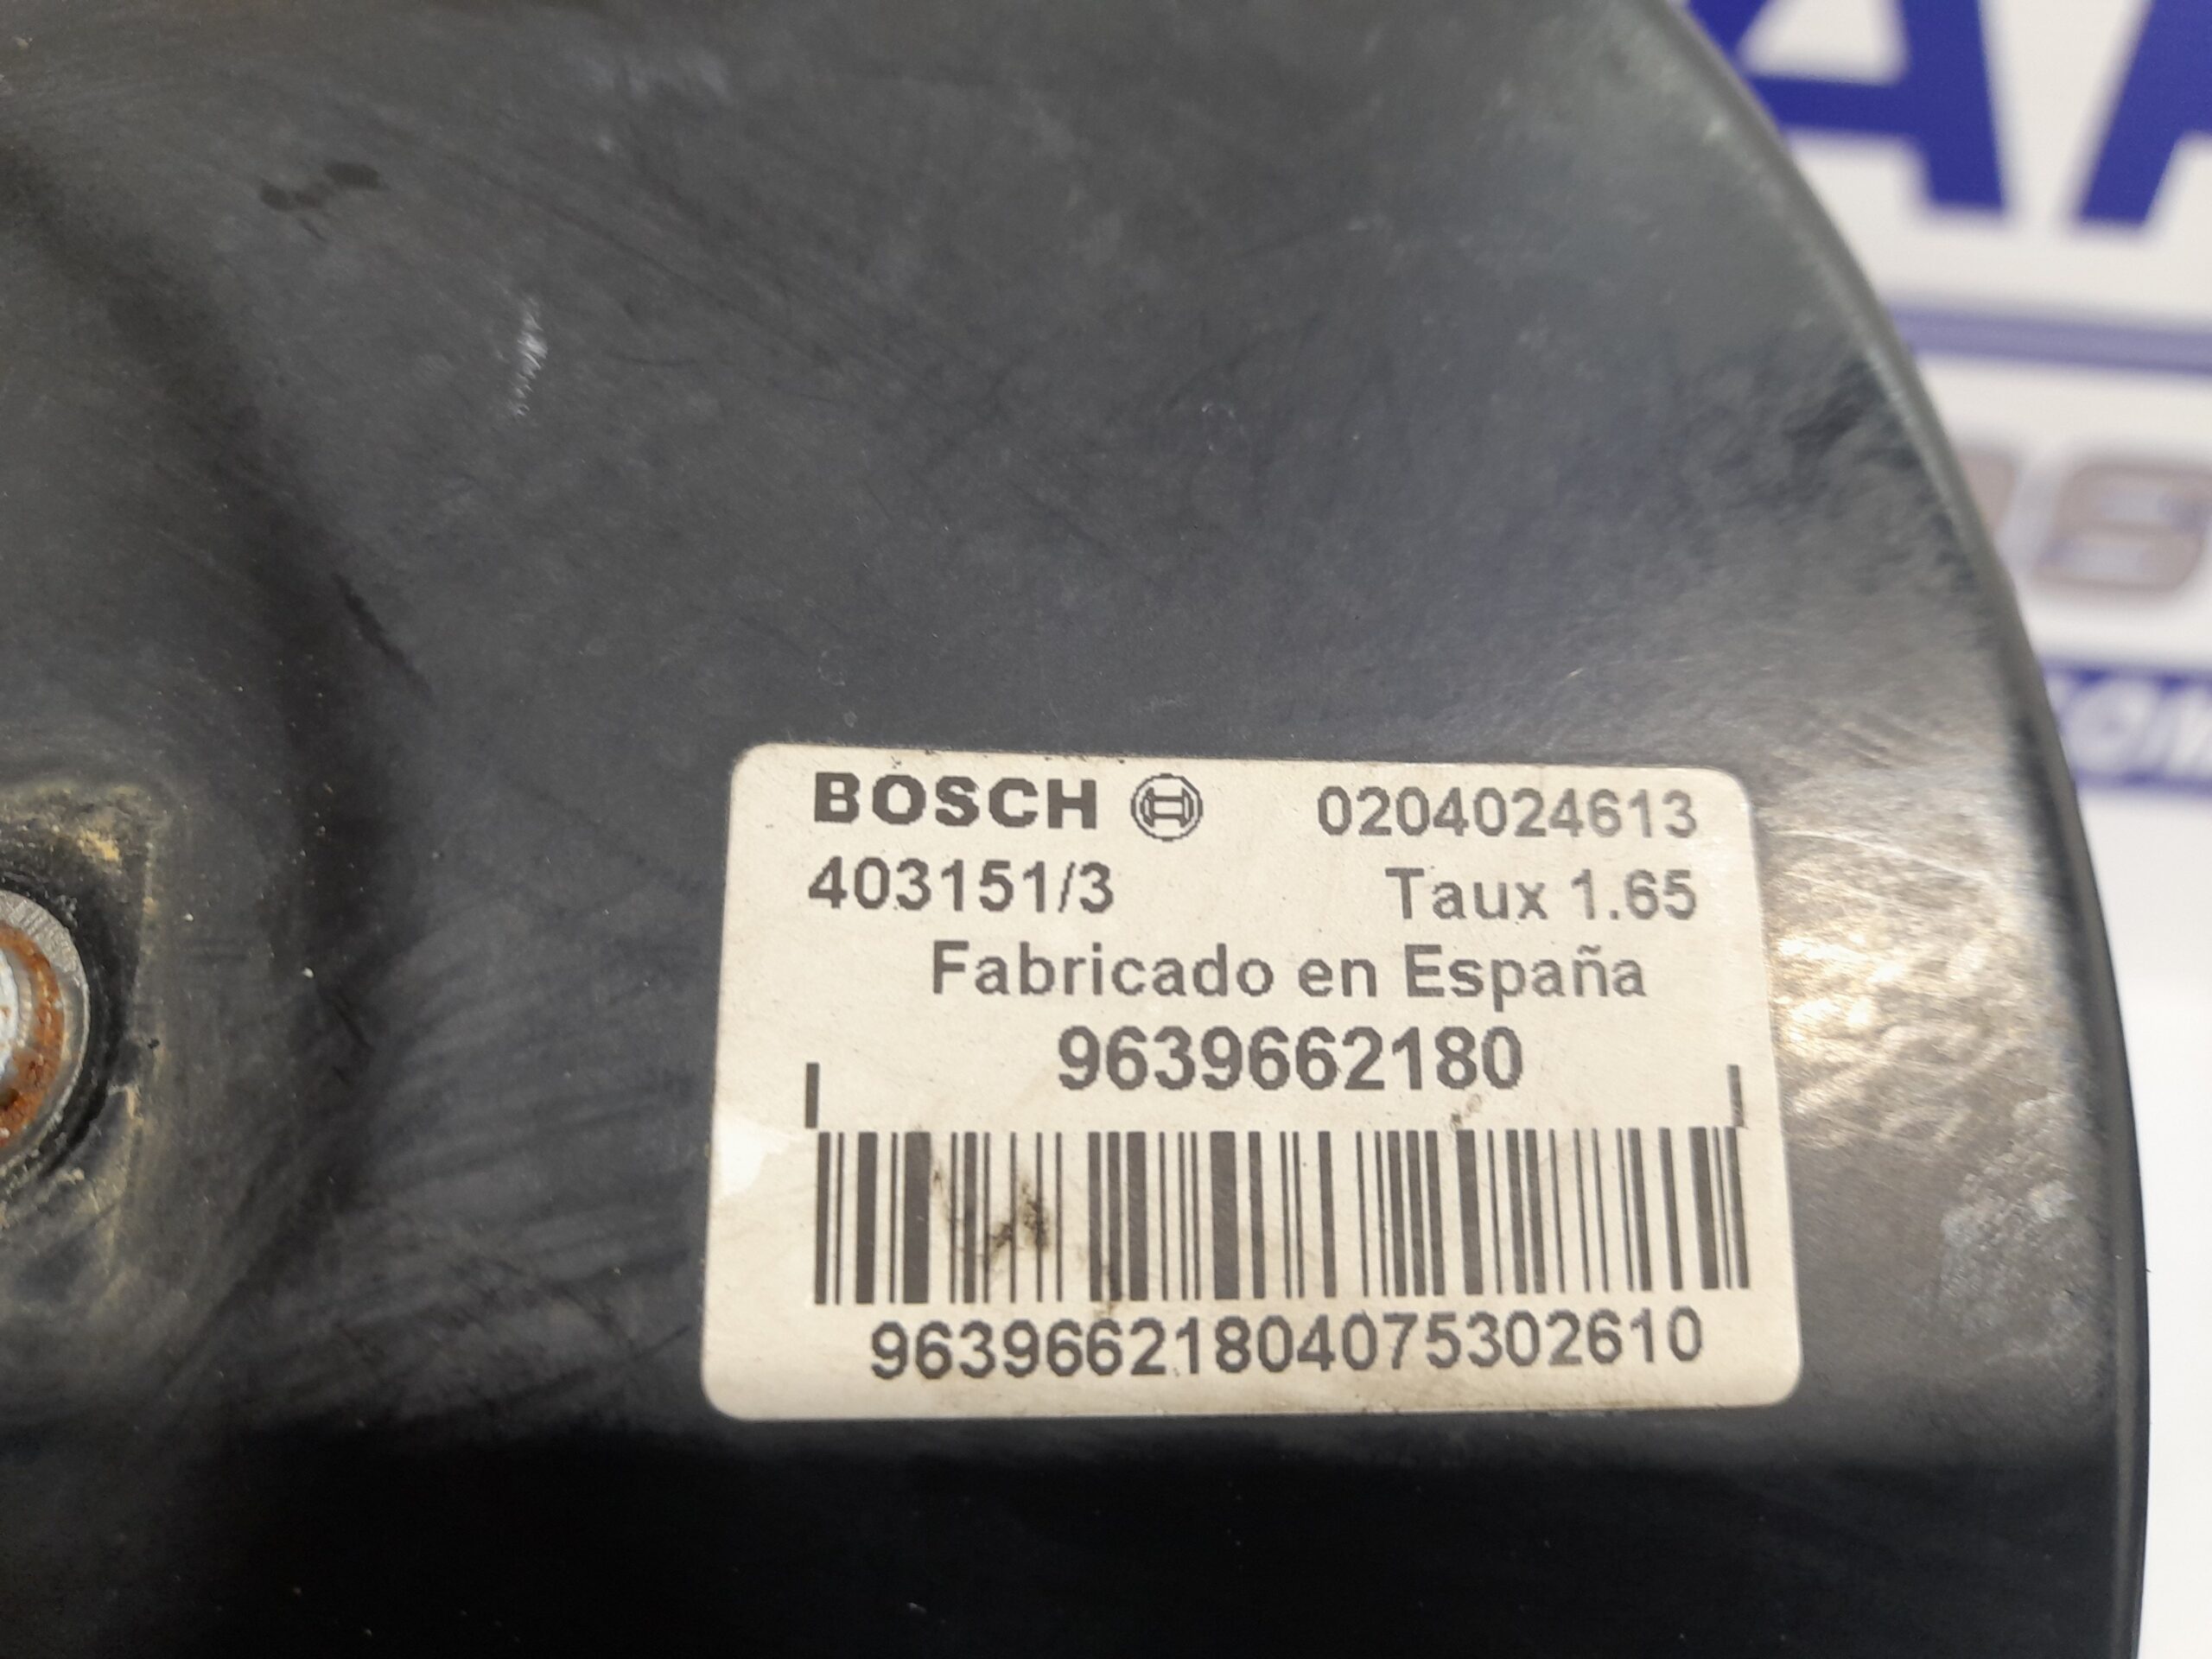 BOSCH 0204024613
403151/3 Taux 1.65
Fabricado en España
9639662180
96396621804075302610